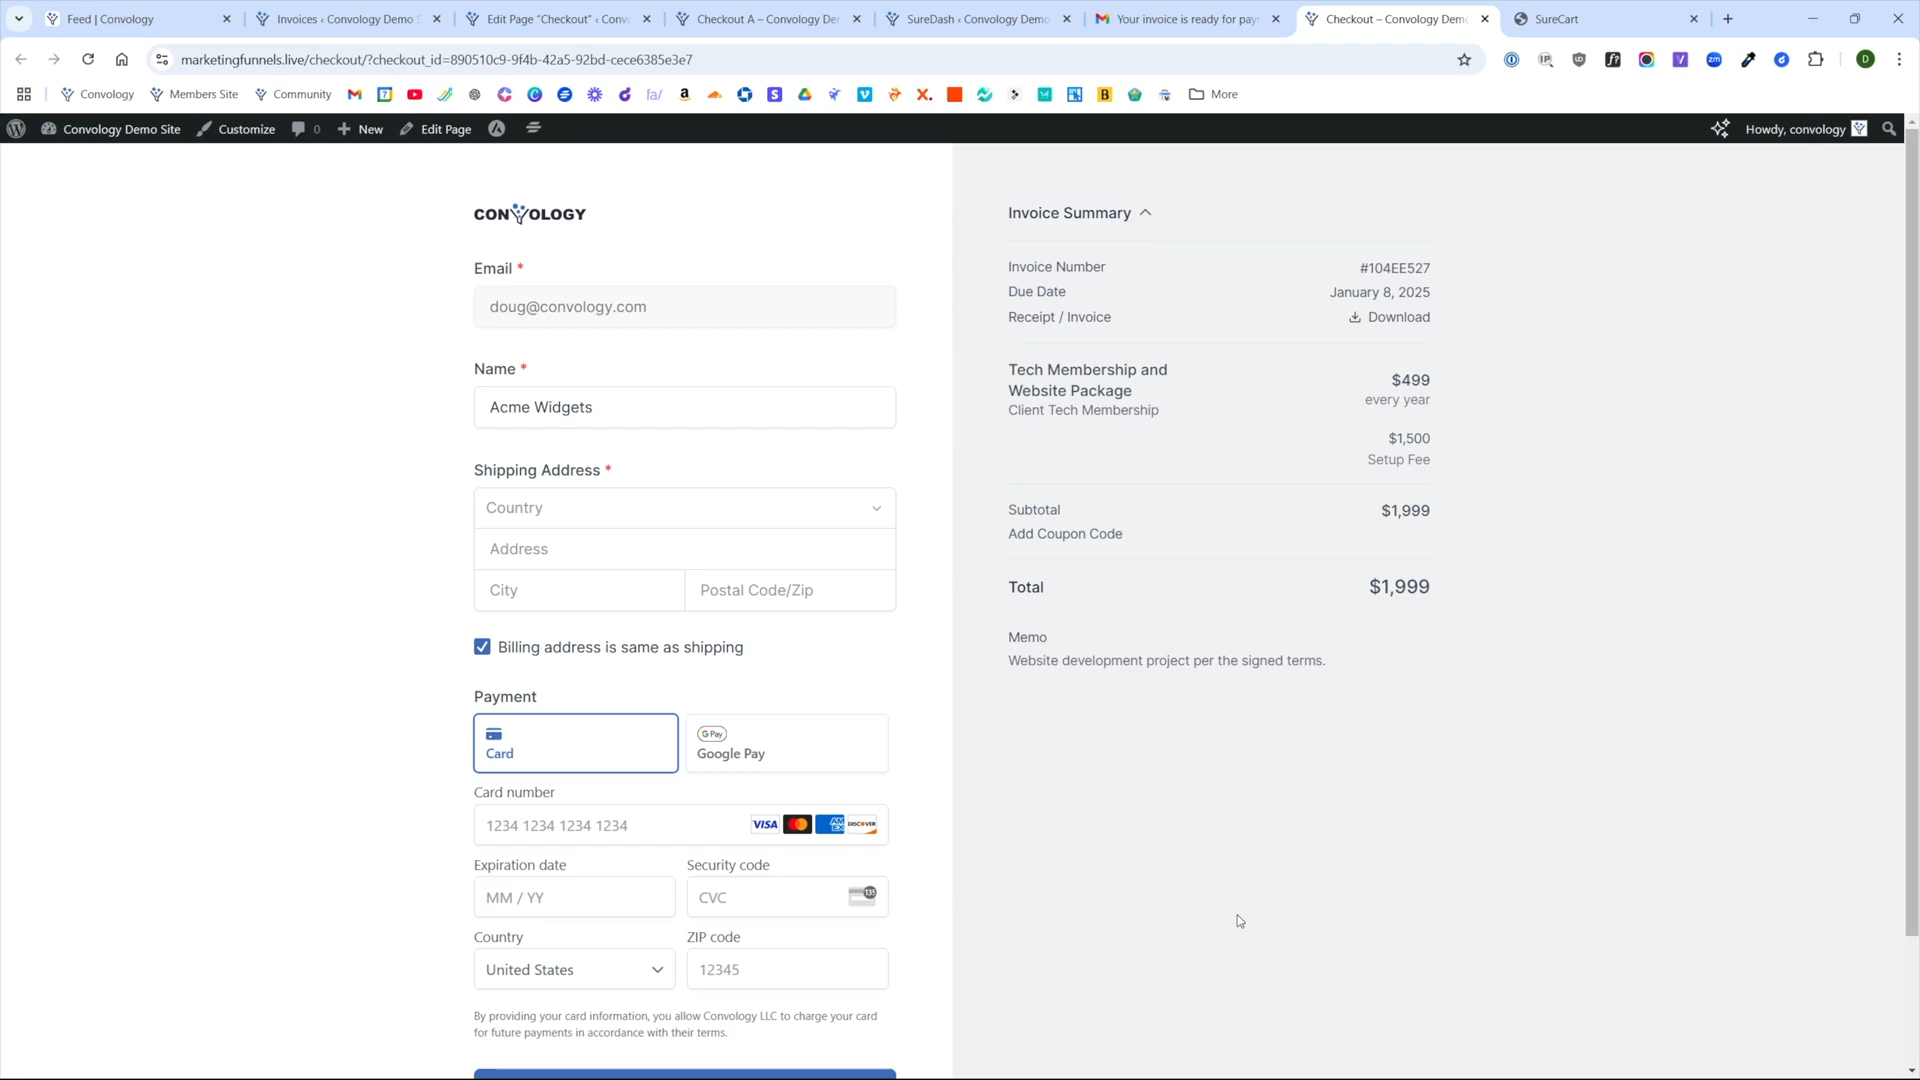 Feed | Convology
Invoices ‹ Convology Demo S
Edit Page “Checkout” ‹ Convo
Checkout A – Convology Dem
SureDash ‹ Convology Demo
Your invoice is ready for pay
Checkout – Convology Demo
SureCart
marketingfunnels.live/checkout/?checkout_id=890510c9-9f4b-42a5-92bd-cece6385e3e7
Convology
Members Site
Community
More
Convology Demo Site
Customize
0
New
Edit Page
Howdy, convology
CONVOLOGY
Email *
doug@convology.com
Name *
Acme Widgets
Shipping Address *
Country
Address
City
Postal Code/Zip
Billing address is same as shipping
Payment
Card
G Pay
Google Pay
Card number
1234 1234 1234 1234
VISA
AM EX
DISCOVER
Expiration date
Security code
MM / YY
CVC
135
Country
ZIP code
United States
12345
By providing your card information, you allow Convology LLC to charge your card
for future payments in accordance with their terms.
Invoice Summary
Invoice Number
#104EE527
Due Date
January 8, 2025
Receipt / Invoice
Download
Tech Membership and
Website Package
Client Tech Membership
$499
every year
$1,500
Setup Fee
Subtotal
$1,999
Add Coupon Code
Total
$1,999
Memo
Website development project per the signed terms.